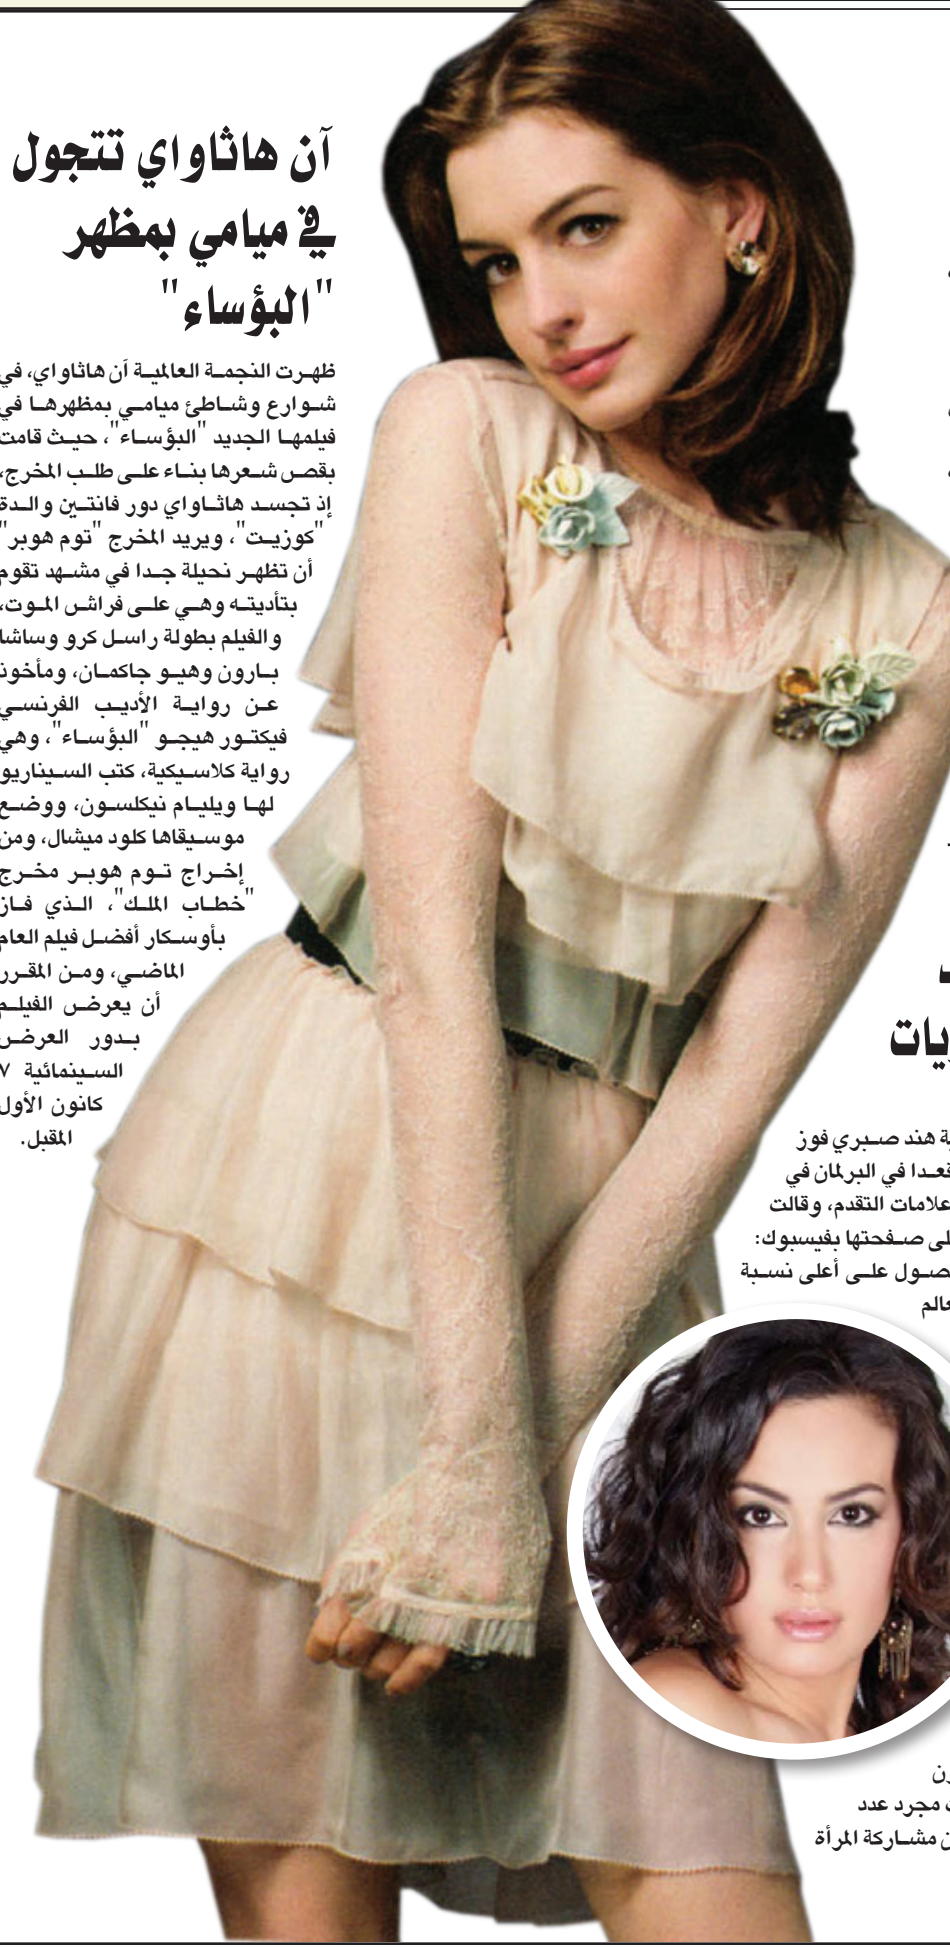 آن هاثاواي تتجول
في ميامي بمظهر
"البؤساء"
ظهرت النجمة العالمية آن هاثاواي، في
شوارع وشاطئ ميامي بمظهرها في
فيلمها الجديد "البؤساء"، حيث قامت
بقص شعرها بناء على طلب المخرج،
إذ تجسد هاثاواي دور فانتين والدة
"كوزيت"، ويريد المخرج "توم هوبر"
أن تظهر نحيلة جدا في مشهد تقوم
بتأديته وهي على فراش الموت،
والفيلم بطولة راسل كرو وساشا
بارون وهيو جاكمان، ومأخوذ
عن رواية الأديب الفرنسي
فيكتور هيجو "البؤساء"، وهي
رواية كلاسيكية، كتب السيناريو
لها ويليام نيكلسون، ووضع
موسيقاها كلود ميشال، ومن
إخراج توم هوبر مخرج
"خطاب الملك"، الذي فاز
بأوسكار أفضل فيلم العام
الماضي، ومن المقرر
أن يعرض الفيلم
بدور العرض
السينمائية ٧
كانون الأول
المقبل.
هند صبري فوز
في البرلمان في
علامات التقدم، وقالت
صفحتها بفيسبوك:
على أعلى نسبة
مجرد عدد
مشاركة المرأة